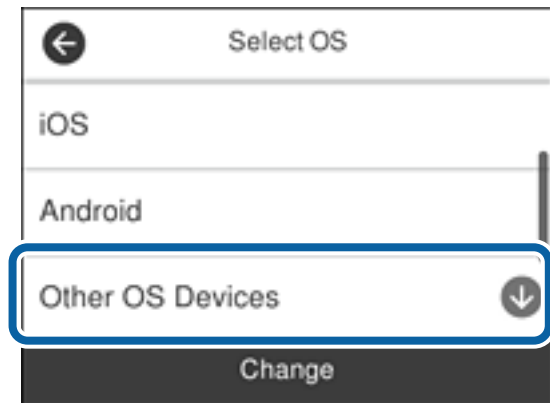 Select OS
iOS
Android
Other OS Devices
Change